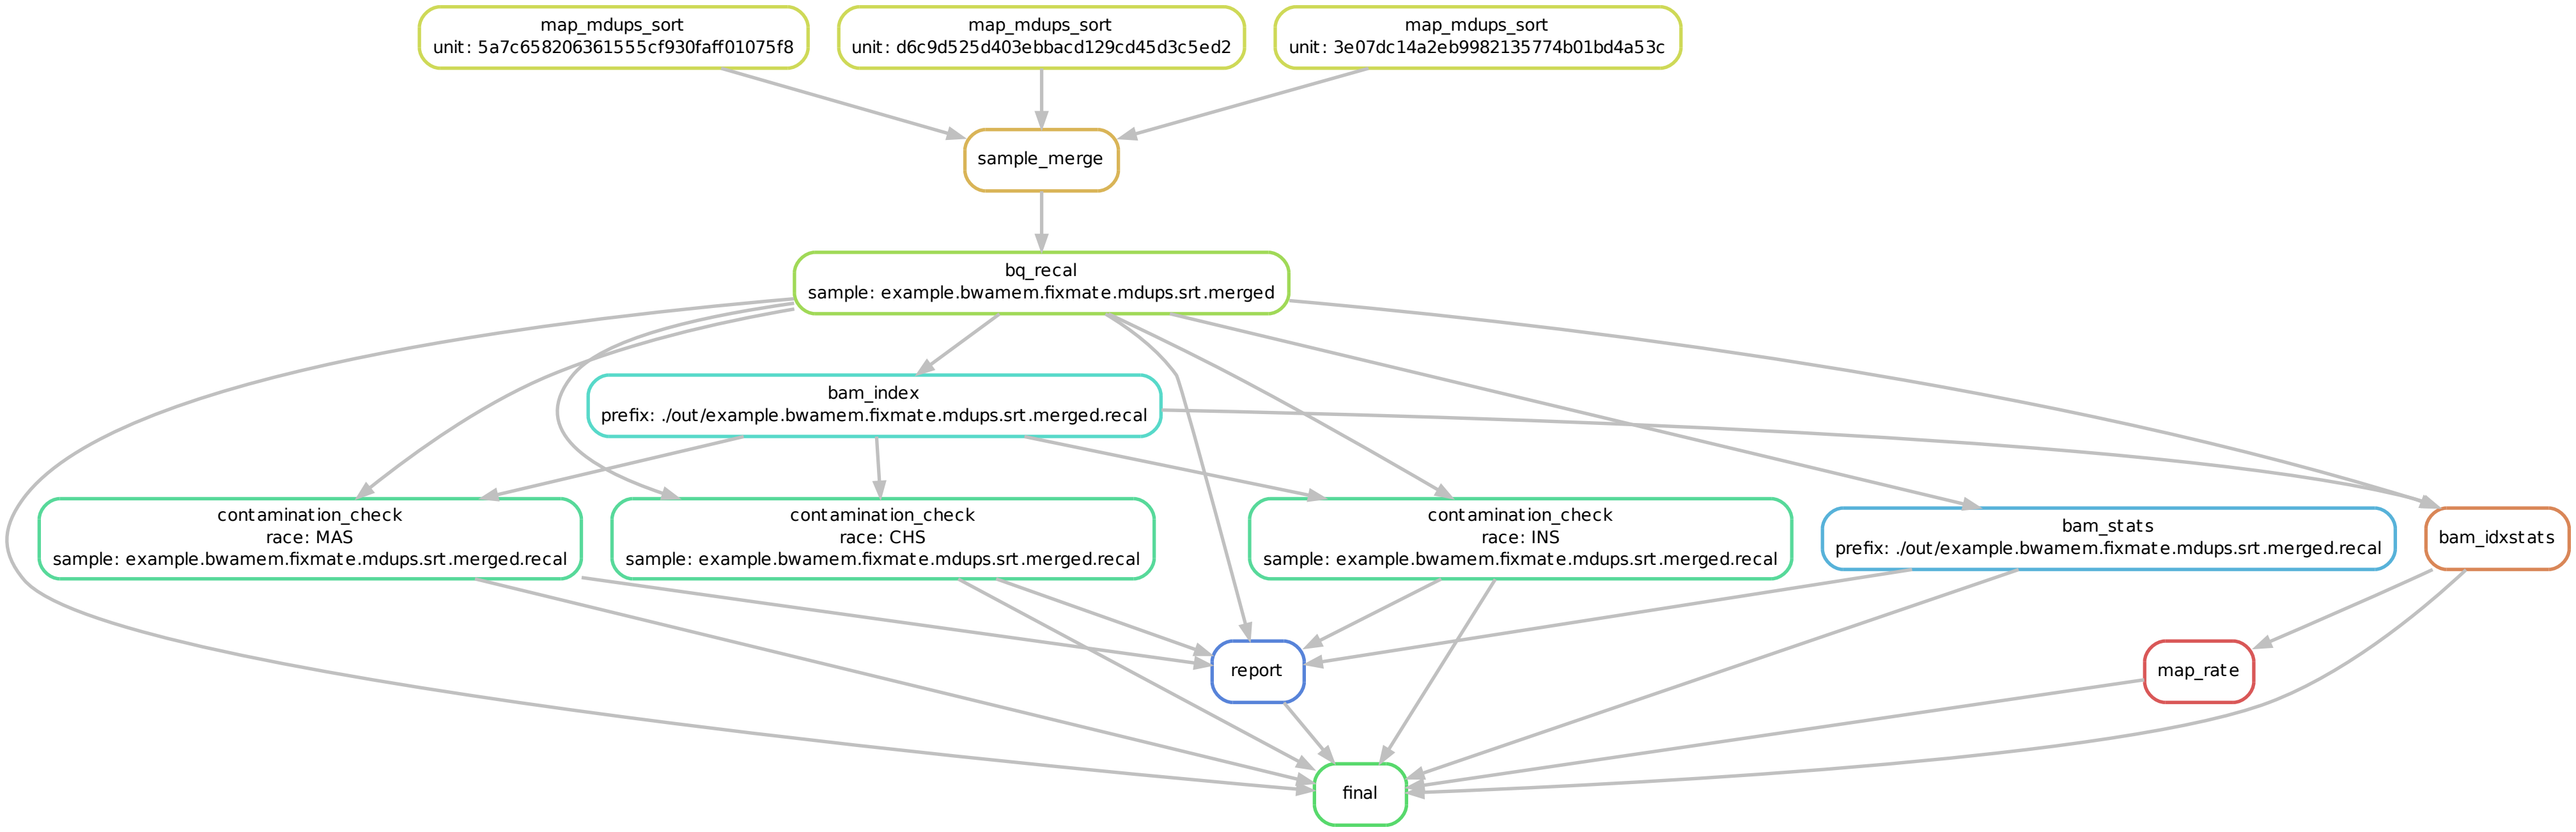 map_mdups_sort
unit: 5a7c658206361555cf930faff01075f8
map_mdups_sort
unit: d6c9d525d403ebbacd129cd45d3c5ed2
map_mdups_sort
unit: 3e07dc14a2eb9982135774b01bd4a53c
sample_merge
bq_recal
sample: example.bwamem.fixmate.mdups.srt.merged
bam_index
prefix: ./out/example.bwamem.fixmate.mdups.srt.merged.recal
contamination_check
race: MAS
sample: example.bwamem.fixmate.mdups.srt.merged.recal
contamination_check
race: CHS
sample: example.bwamem.fixmate.mdups.srt.merged.recal
contamination_check
race: INS
sample: example.bwamem.fixmate.mdups.srt.merged.recal
bam_stats
prefix: ./out/example.bwamem.fixmate.mdups.srt.merged.recal
bam_idxstats
report
map_rate
final